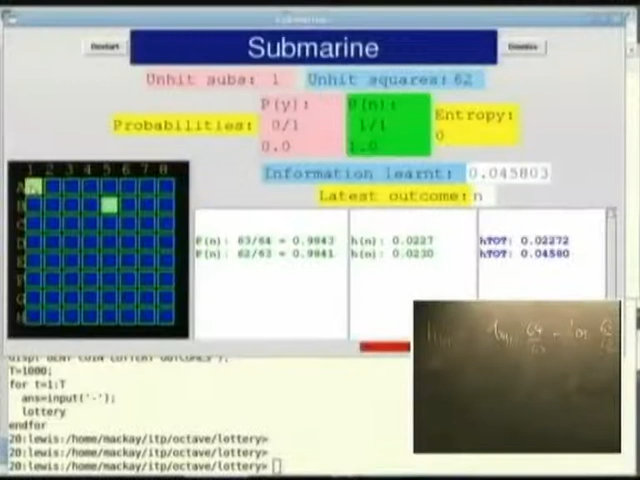 Submarine
Restart
Submarine
Dismiss
Unhit subs: 1 Unhit squares: 62
Probabilities:
P(y):
0/1
0.0
P(n):
1/1
1.0
Entropy:
0
Information learnt: 0.045803
Latest outcome: n
1 2 3 4 5 6 7 8
A
B
C
D
E
F
G
H
P(n): 63/64 = 0.9843 h(n): 0.0227 hTOT: 0.02272
P(n): 62/63 = 0.9841 h(n): 0.0230 hTOT: 0.04580
T=1000;
for t=1:T
ans=input('-');
lottery
endfor
20:lewis:/home/mackay/itp/octave/lottery>
20:lewis:/home/mackay/itp/octave/lottery>
20:lewis:/home/mackay/itp/octave/lottery>